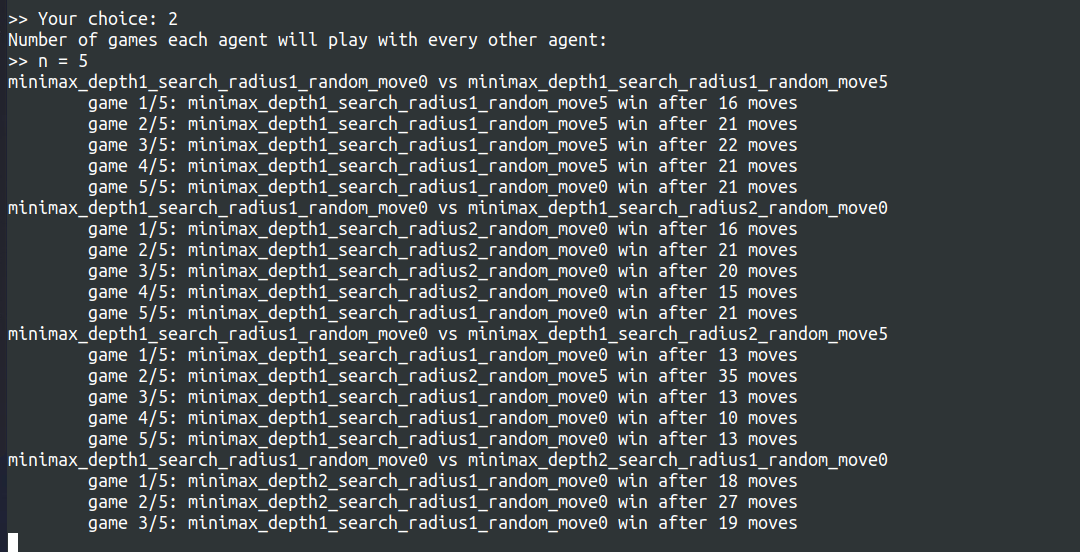 >> Your choice: 2
Number of games each agent will play with every other agent:
>> n = 5
minimax_depth1_search_radius1_random_move0 vs minimax_depth1_search_radius1_random_move5
game 1/5: minimax_depth1_search_radius1_random_move5 win after 16 moves
game 2/5: minimax_depth1_search_radius1_random_move5 win after 21 moves
game 3/5: minimax_depth1_search_radius1_random_move5 win after 22 moves
game 4/5: minimax_depth1_search_radius1_random_move5 win after 21 moves
game 5/5: minimax_depth1_search_radius1_random_move0 win after 21 moves
minimax_depth1_search_radius1_random_move0 vs minimax_depth1_search_radius2_random_move0
game 1/5: minimax_depth1_search_radius2_random_move0 win after 16 moves
game 2/5: minimax_depth1_search_radius2_random_move0 win after 21 moves
game 3/5: minimax_depth1_search_radius2_random_move0 win after 20 moves
game 4/5: minimax_depth1_search_radius2_random_move0 win after 15 moves
game 5/5: minimax_depth1_search_radius1_random_move0 win after 21 moves
minimax_depth1_search_radius1_random_move0 vs minimax_depth1_search_radius2_random_move5
game 1/5: minimax_depth1_search_radius1_random_move0 win after 13 moves
game 2/5: minimax_depth1_search_radius2_random_move5 win after 35 moves
game 3/5: minimax_depth1_search_radius1_random_move0 win after 13 moves
game 4/5: minimax_depth1_search_radius1_random_move0 win after 10 moves
game 5/5: minimax_depth1_search_radius1_random_move0 win after 13 moves
minimax_depth1_search_radius1_random_move0 vs minimax_depth2_search_radius1_random_move0
game 1/5: minimax_depth2_search_radius1_random_move0 win after 18 moves
game 2/5: minimax_depth2_search_radius1_random_move0 win after 27 moves
game 3/5: minimax_depth1_search_radius1_random_move0 win after 19 moves